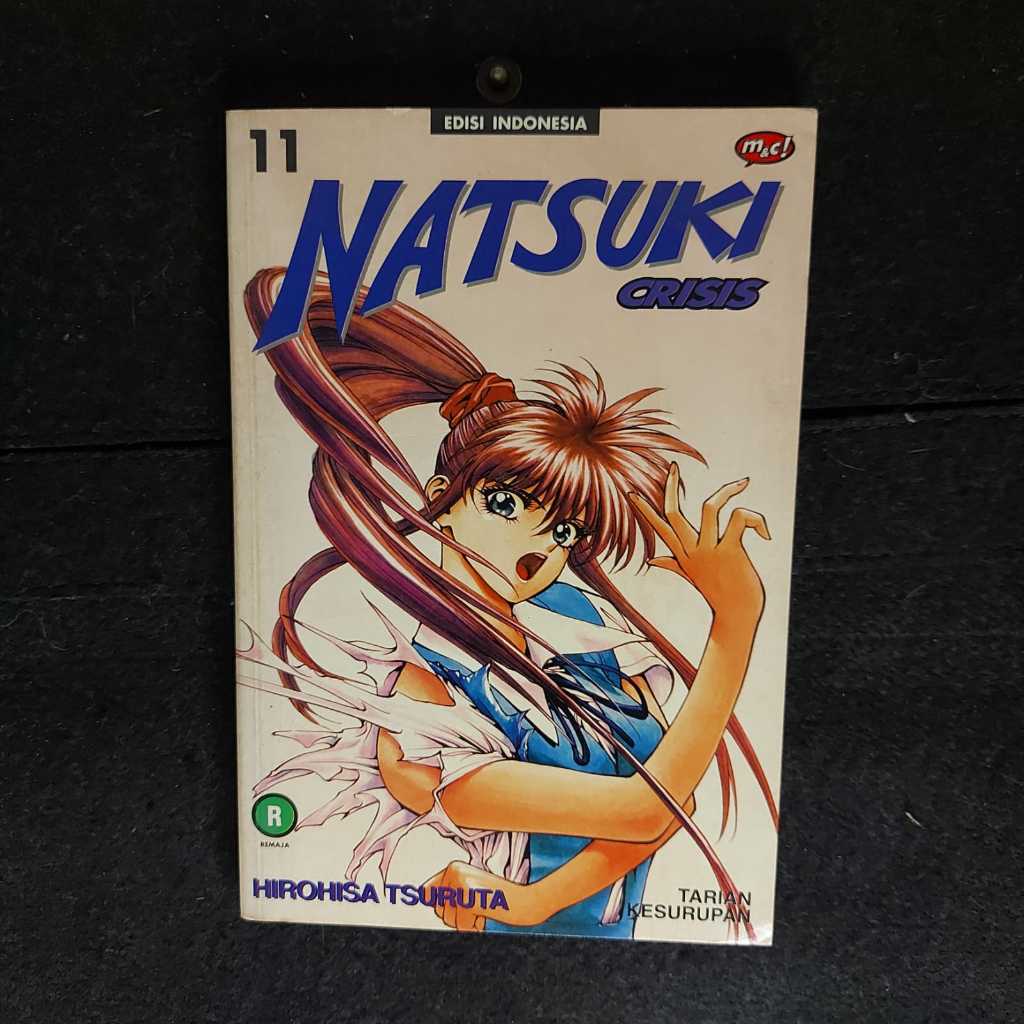 EDISI INDONESIA
11
m&c!
NATSUKI
CRISIS
R
REMAJA
HIROHISA TSURUTA
TARIAN
KESURUPAN